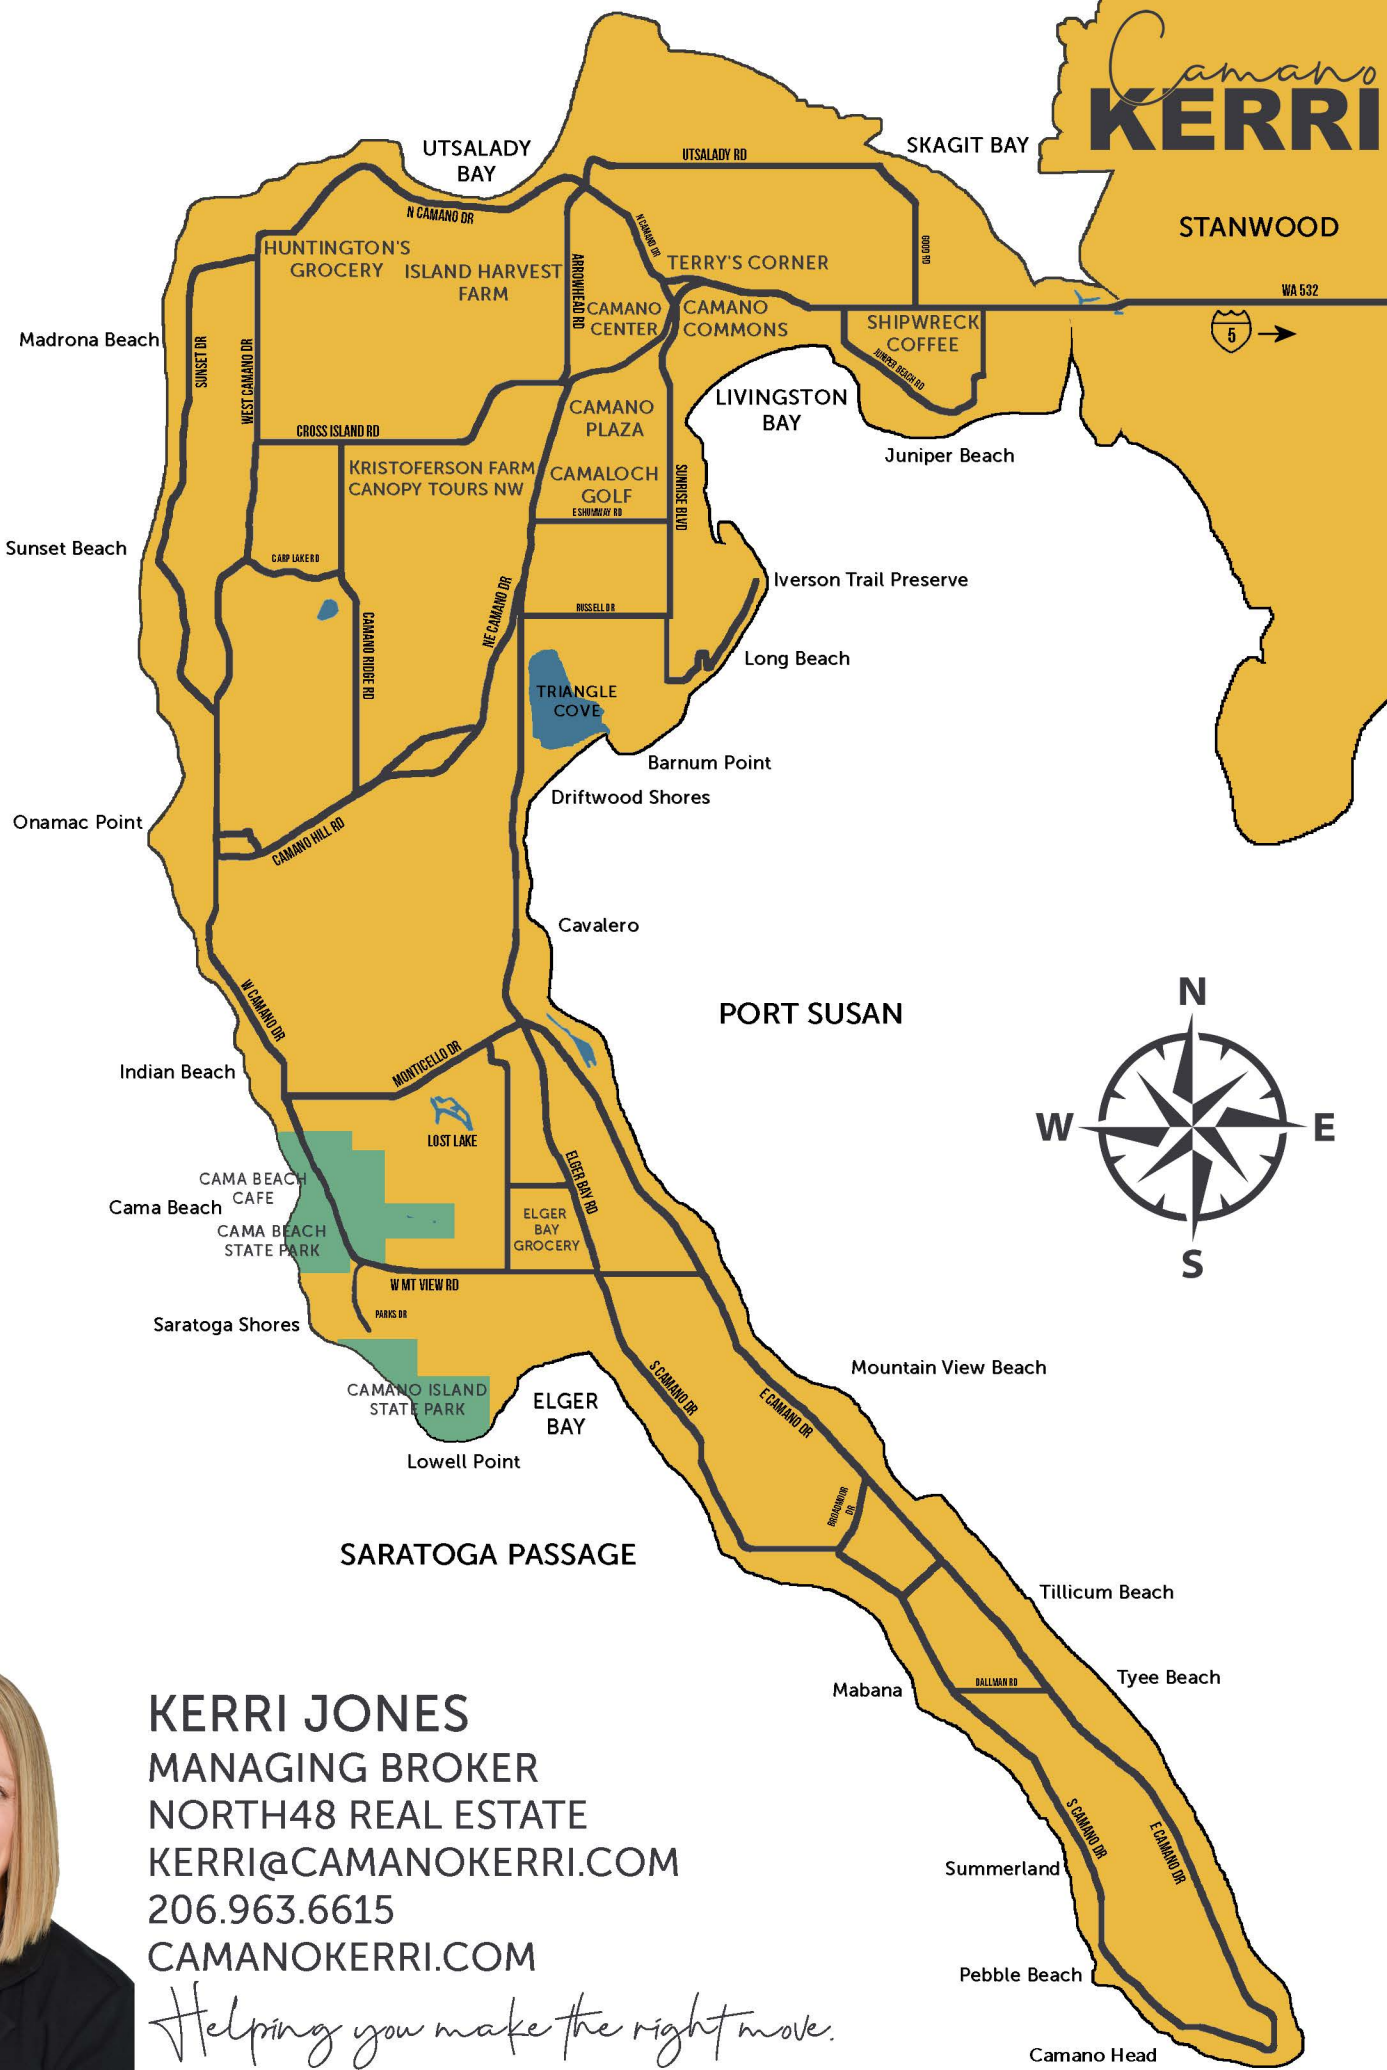 Camano
KERRI
UTSALADY
BAY
UTSALADY RD
SKAGIT BAY
STANWOOD
N CAMANO DR
N CAMANO DR
GOOD RD
HUNTINGTON'S
GROCERY
ISLAND HARVEST
FARM
ARROWHEAD RD
TERRY'S CORNER
CAMANO
CENTER
CAMANO
COMMONS
SHIPWRECK
COFFEE
WA 532
5
JUNIPER BEACH RD
Madrona Beach
SUNSET DR
WEST CAMANO DR
CROSS ISLAND RD
CAMANO
PLAZA
LIVINGSTON
BAY
Juniper Beach
KRISTOFERSON FARM
CANOPY TOURS NW
CAMALOCH
GOLF
E SHUMWAY RD
SUNRISE BLVD
Sunset Beach
CARP LAKE RD
Iverson Trail Preserve
NE CAMANO DR
RUSSELL DR
CAMANO RIDGE RD
Long Beach
TRIANGLE
COVE
Barnum Point
Driftwood Shores
Onamac Point
CAMANO HILL RD
Cavalero
W CAMANO DR
PORT SUSAN
N
W
E
S
Indian Beach
MONTICELLO DR
LOST LAKE
ELGER BAY RD
CAMA BEACH
CAFE
Cama Beach
CAMA BEACH
STATE PARK
ELGER
BAY
GROCERY
W MT VIEW RD
PARKS DR
Saratoga Shores
CAMANO ISLAND
STATE PARK
ELGER
BAY
Lowell Point
S CAMANO DR
E CAMANO DR
Mountain View Beach
BROADMOOR
DR
SARATOGA PASSAGE
Tillicum Beach
Mabana
DALLMAN RD
Tyee Beach
S CAMANO DR
E CAMANO DR
Summerland
Pebble Beach
Camano Head
KERRI JONES
MANAGING BROKER
NORTH48 REAL ESTATE
KERRI@CAMANOKERRI.COM
206.963.6615
CAMANOKERRI.COM
Helping you make the right move.